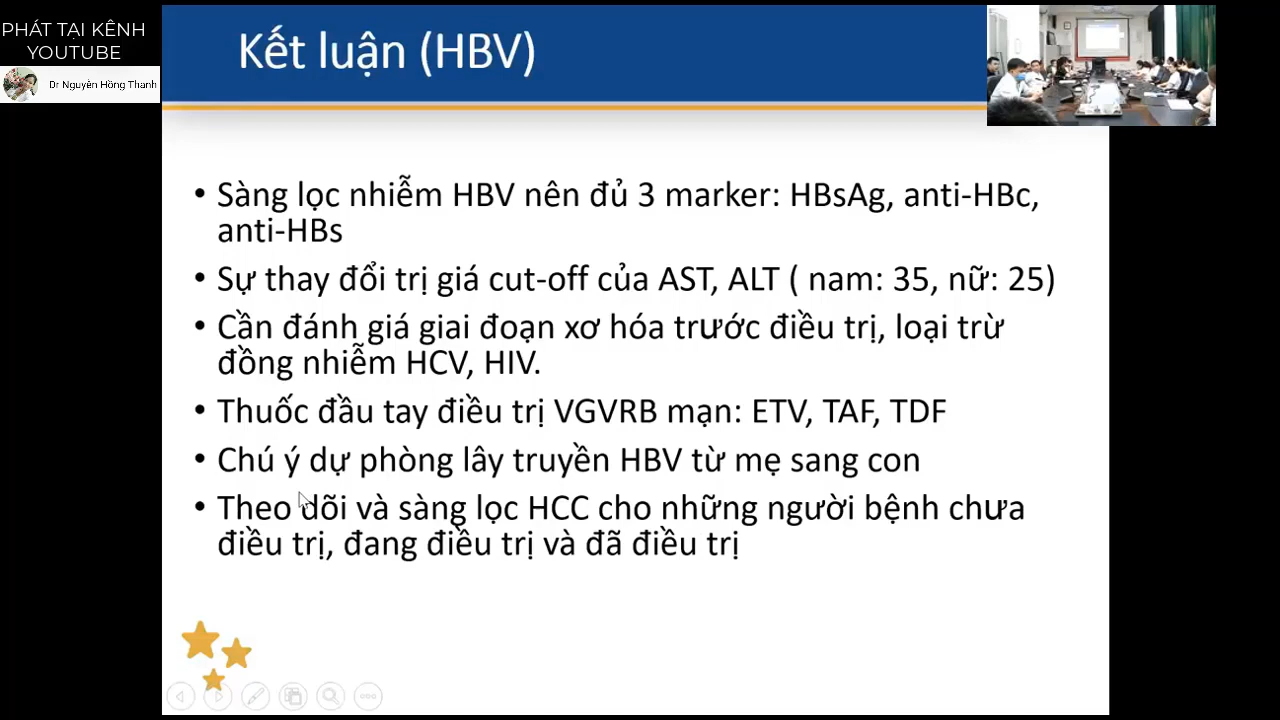 PHÁT TẠI KÊNH
YOUTUBE
Dr Nguyễn Hồng Thanh
Kết luận (HBV)
• Sàng lọc nhiễm HBV nên đủ 3 marker: HBsAg, anti-HBc,
anti-HBs
• Sự thay đổi trị giá cut-off của AST, ALT ( nam: 35, nữ: 25)
• Cần đánh giá giai đoạn xơ hóa trước điều trị, loại trừ
đồng nhiễm HCV, HIV.
• Thuốc đầu tay điều trị VGVRB mạn: ETV, TAF, TDF
• Chú ý dự phòng lây truyền HBV từ mẹ sang con
• Theo dõi và sàng lọc HCC cho những người bệnh chưa
điều trị, đang điều trị và đã điều trị